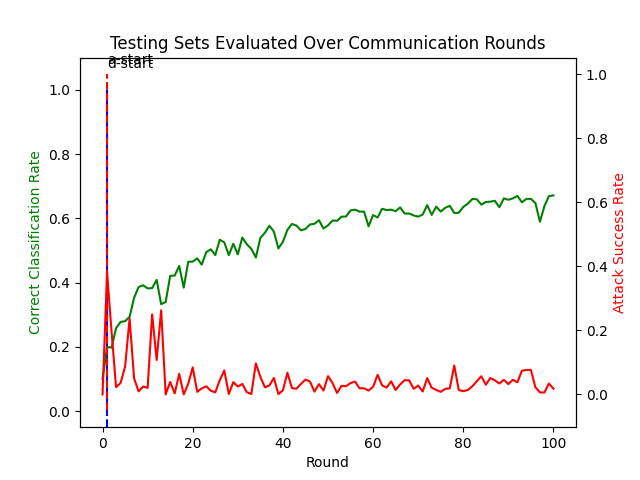 Testing Sets Evaluated Over Communication Rounds
a-start
d-start
Correct Classification Rate
1.0
0.8
0.6
0.4
0.2
0.0
1.0
0.8
0.6
0.4
0.2
0.0
Attack Success Rate
0 20 40 60 80 100
Round